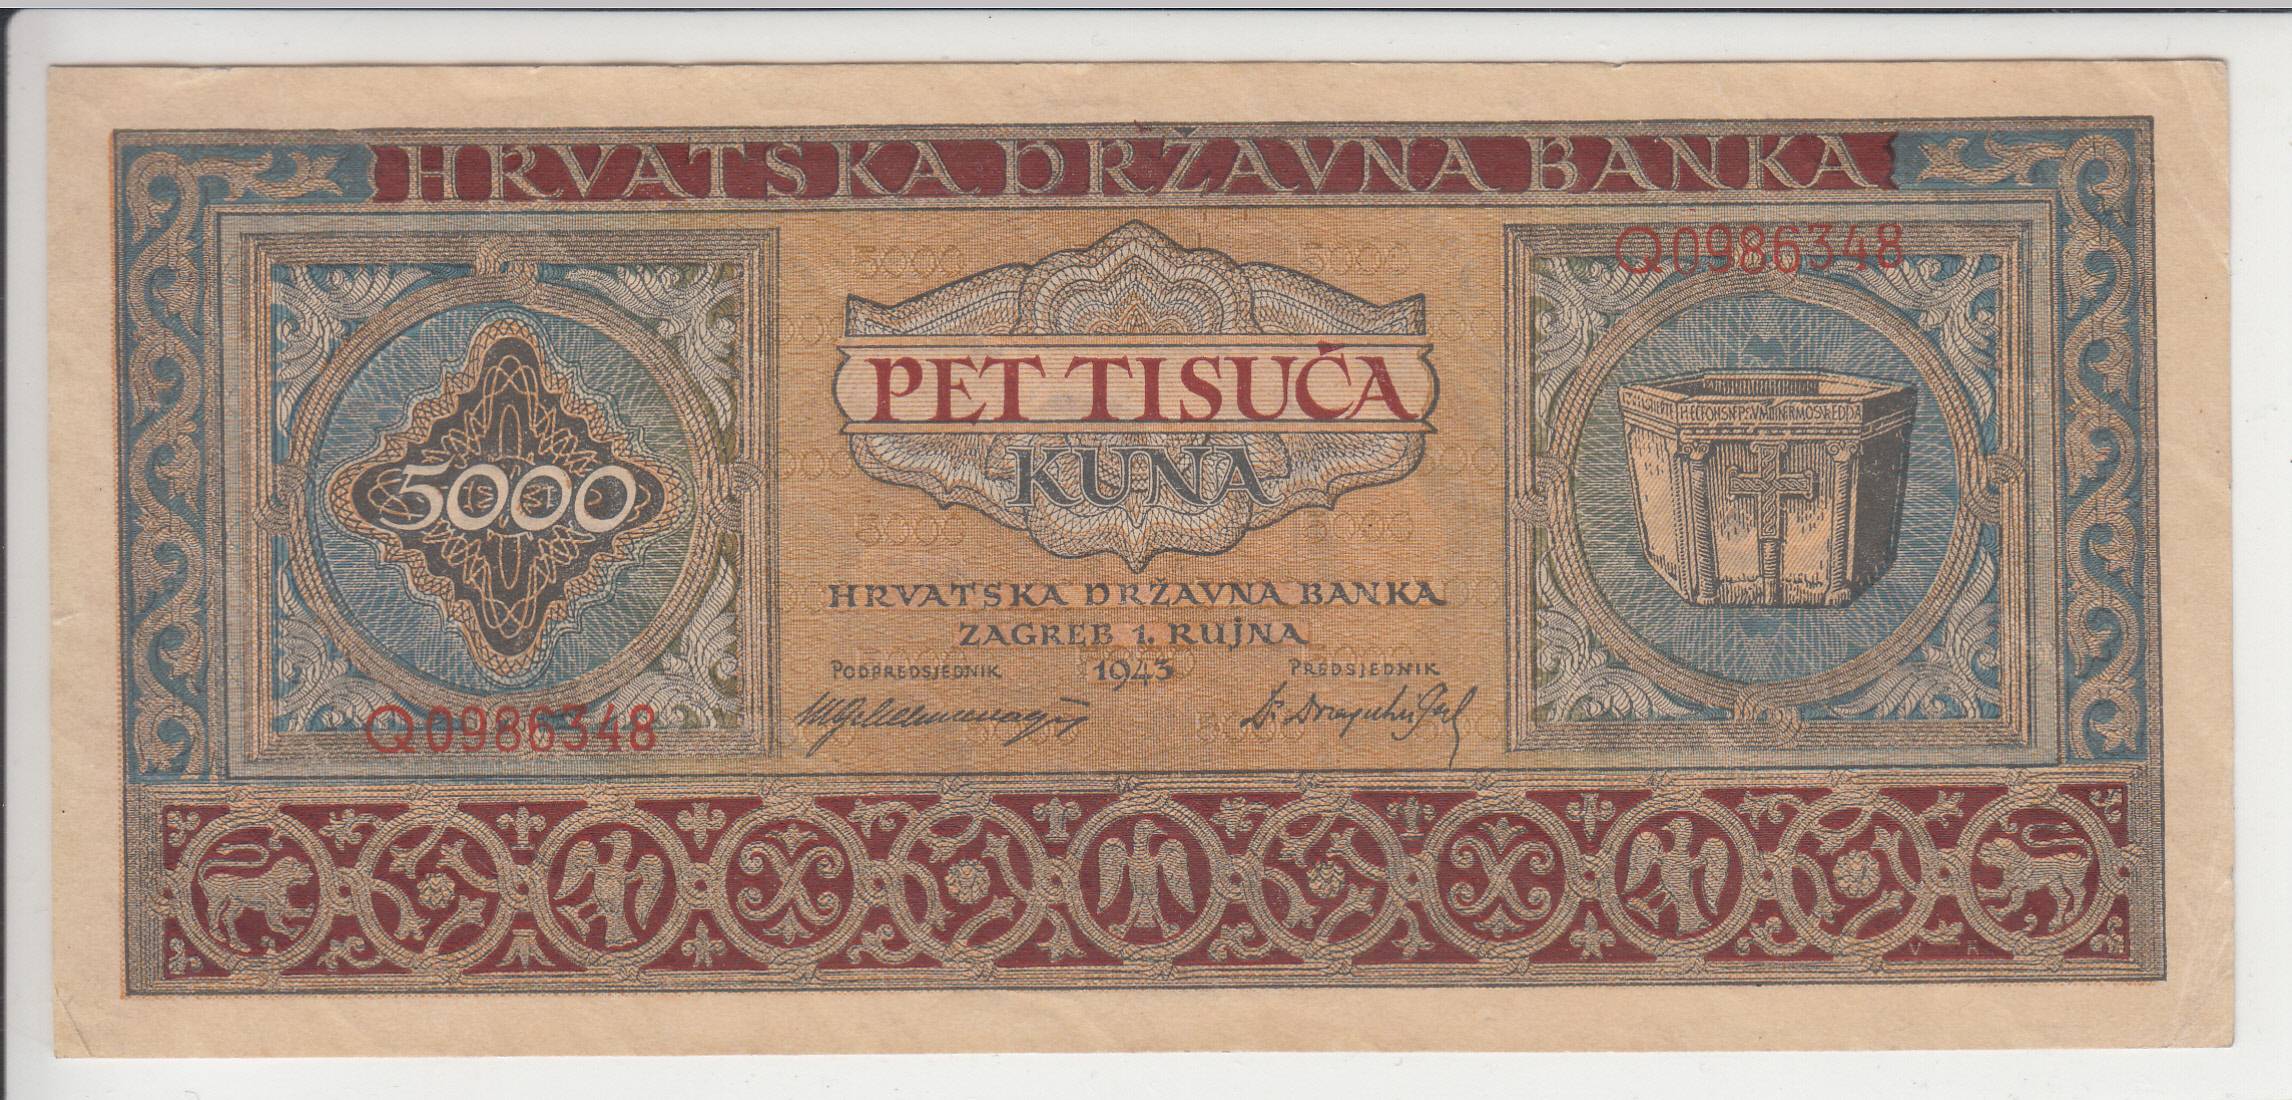 HRVATSKA DRŽAVNA BANKA
Q0986348
5000
PET TISUĆA
KUNA
HRVATSKA DRŽAVNA BANKA
ZAGREB 1. RUJNA
1943
PODPREDSJEDNIK
PREDSJEDNIK
Q0986348